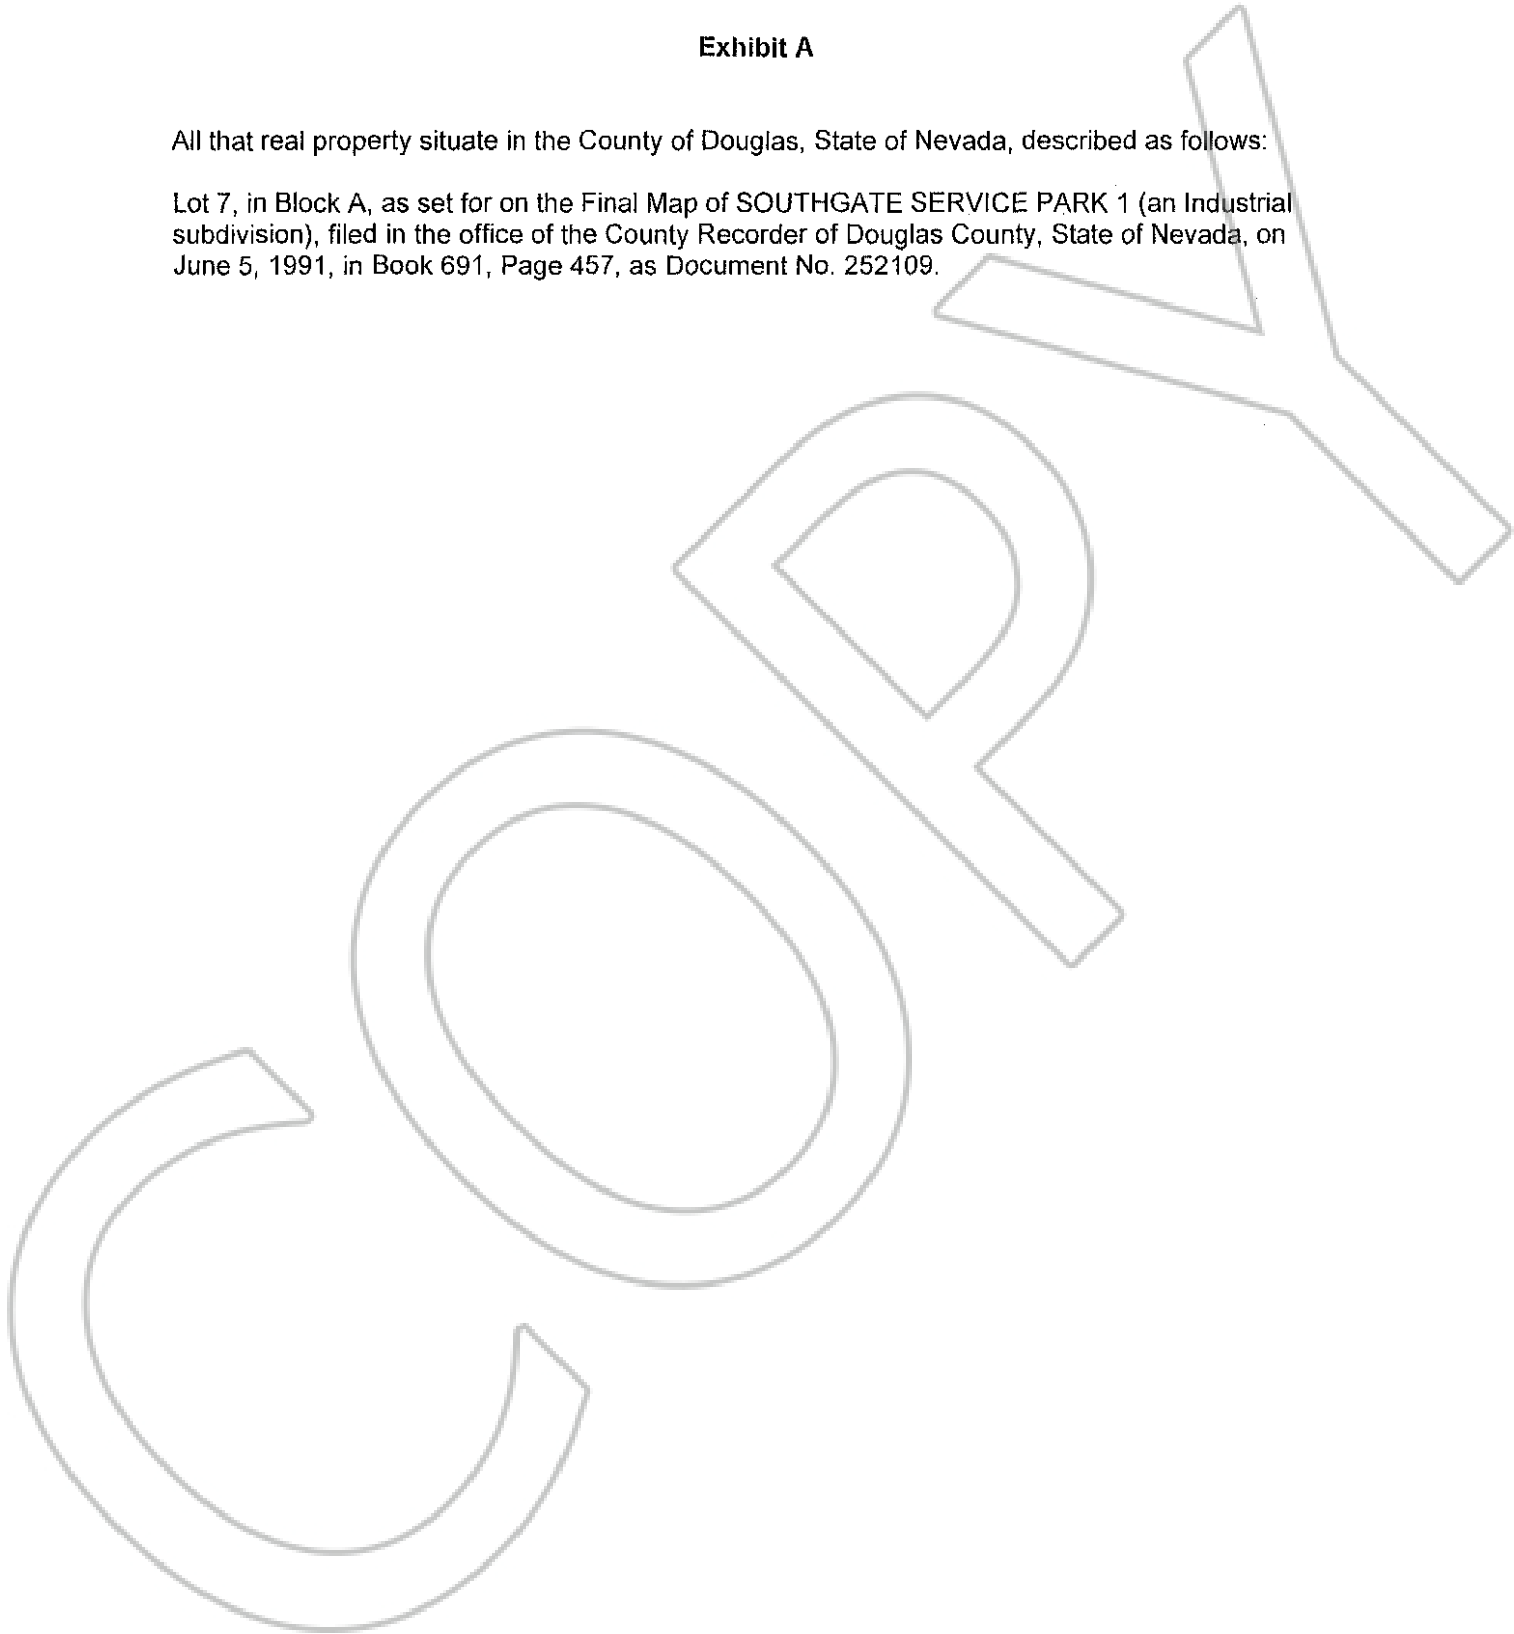 Exhibit A
All that real property situate in the County of Douglas, State of Nevada, described as follows:
Lot 7, in Block A, as set for on the Final Map of SOUTHGATE SERVICE PARK 1 (an Industrial
subdivision), filed in the office of the County Recorder of Douglas County, State of Nevada, on
June 5, 1991, in Book 691, Page 457, as Document No. 252109.
COPY